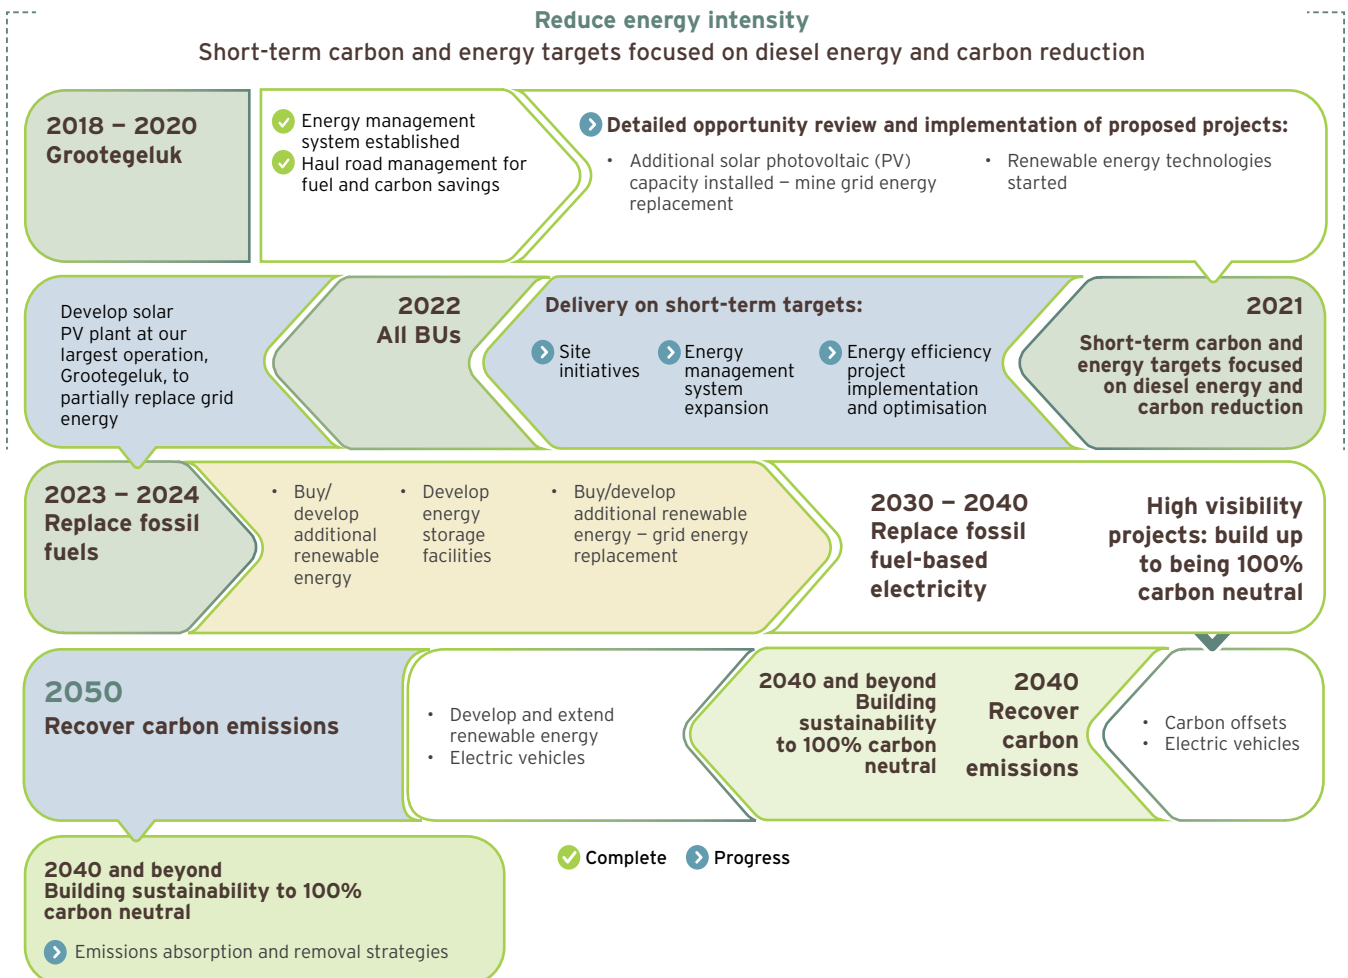 Reduce energy intensity
Short-term carbon and energy targets focused on diesel energy and carbon reduction
2018 – 2020
Grootegeluk
Energy management
system established
Haul road management for
fuel and carbon savings
Detailed opportunity review and implementation of proposed projects:
• Additional solar photovoltaic (PV)
capacity installed – mine grid energy
replacement
• Renewable energy technologies
started
2021
Short-term carbon and
energy targets focused
on diesel energy and
carbon reduction
Delivery on short-term targets:
Site
initiatives
Energy
management
system
expansion
Energy efficiency
project
implementation
and optimisation
2022
All BUs
Develop solar
PV plant at our
largest operation,
Grootegeluk, to
partially replace grid
energy
2023 – 2024
Replace fossil
fuels
• Buy/
develop
additional
renewable
energy
• Develop
energy
storage
facilities
• Buy/develop
additional renewable
energy – grid energy
replacement
2030 – 2040
Replace fossil
fuel-based
electricity
High visibility
projects: build up
to being 100%
carbon neutral
• Carbon offsets
• Electric vehicles
2040
Recover
carbon
emissions
2040 and beyond
Building
sustainability
to 100% carbon
neutral
• Develop and extend
renewable energy
• Electric vehicles
2050
Recover carbon emissions
2040 and beyond
Building sustainability to 100%
carbon neutral
Emissions absorption and removal strategies
Complete
Progress